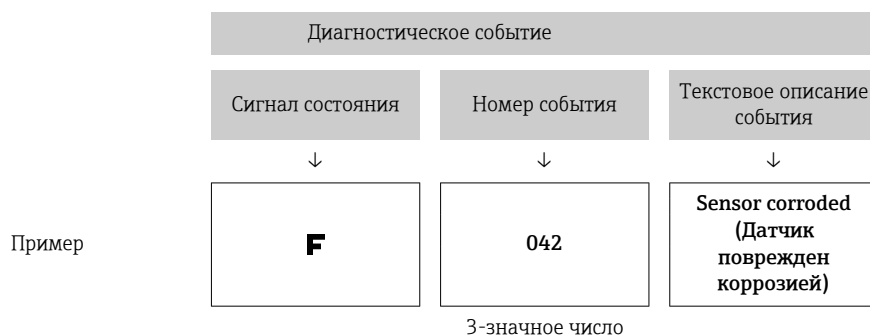 Диагностическое событие
Сигнал состояния
Номер события
Текстовое описание
события
↓
↓
↓
Пример
F
042
Sensor corroded
(Датчик
поврежден
коррозией)
3-значное число